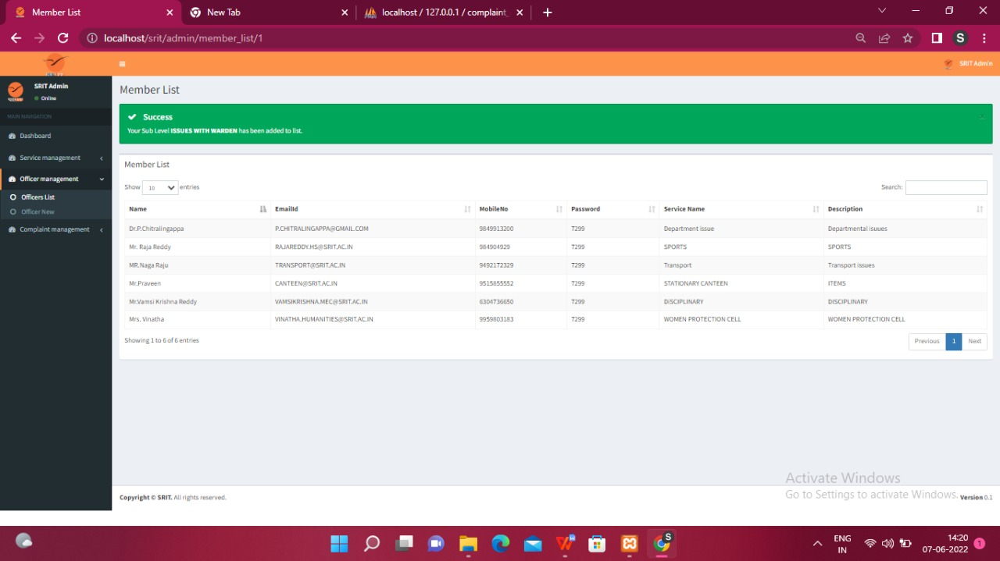 Member List
New Tab
localhost / 127.0.0.1 / complaint_
localhost/srit/admin/member_list/1
S
SRIT Admin
SRIT Admin
Online
MAIN NAVIGATION
Dashboard
Service management
Officer management
Officers List
Officer New
Complaint management
Member List
Success
Your Sub Level ISSUES WITH WARDEN has been added to list.
Member List
Show 10 entries
Search:
Name EmailId MobileNo Password Service Name Description
Dr.P.Chitralingappa P.CHITRALINGAPPA@GMAIL.COM 9849913200 7299 Department issue Departmental isuues
Mr. Raja Reddy RAJAREDDY.HS@SRIT.AC.IN 984904929 7299 SPORTS SPORTS
MR.Naga Raju TRANSPORT@SRIT.AC.IN 9492172329 7299 Transport Transport issues
Mr.Praveen CANTEEN@SRIT.AC.IN 9515855552 7299 STATIONARY CANTEEN ITEMS
Mr.Vamsi Krishna Reddy VAMSIKRISHNA.MEC@SRIT.AC.IN 6304736650 7299 DiSCIPLINARY DISCIPLINARY
Mrs. Vinatha VINATHA.HUMANITIES@SRIT.AC.IN 9959803183 7299 WOMEN PROTECTION CELL WOMEN PROTECTION CELL
Showing 1 to 6 of 6 entries
Previous 1 Next
Activate Windows
Go to Settings to activate Windows.
Copyright © SRIT. All rights reserved.
Version 0.1
S
ENG
IN
14:20
07-06-2022
1